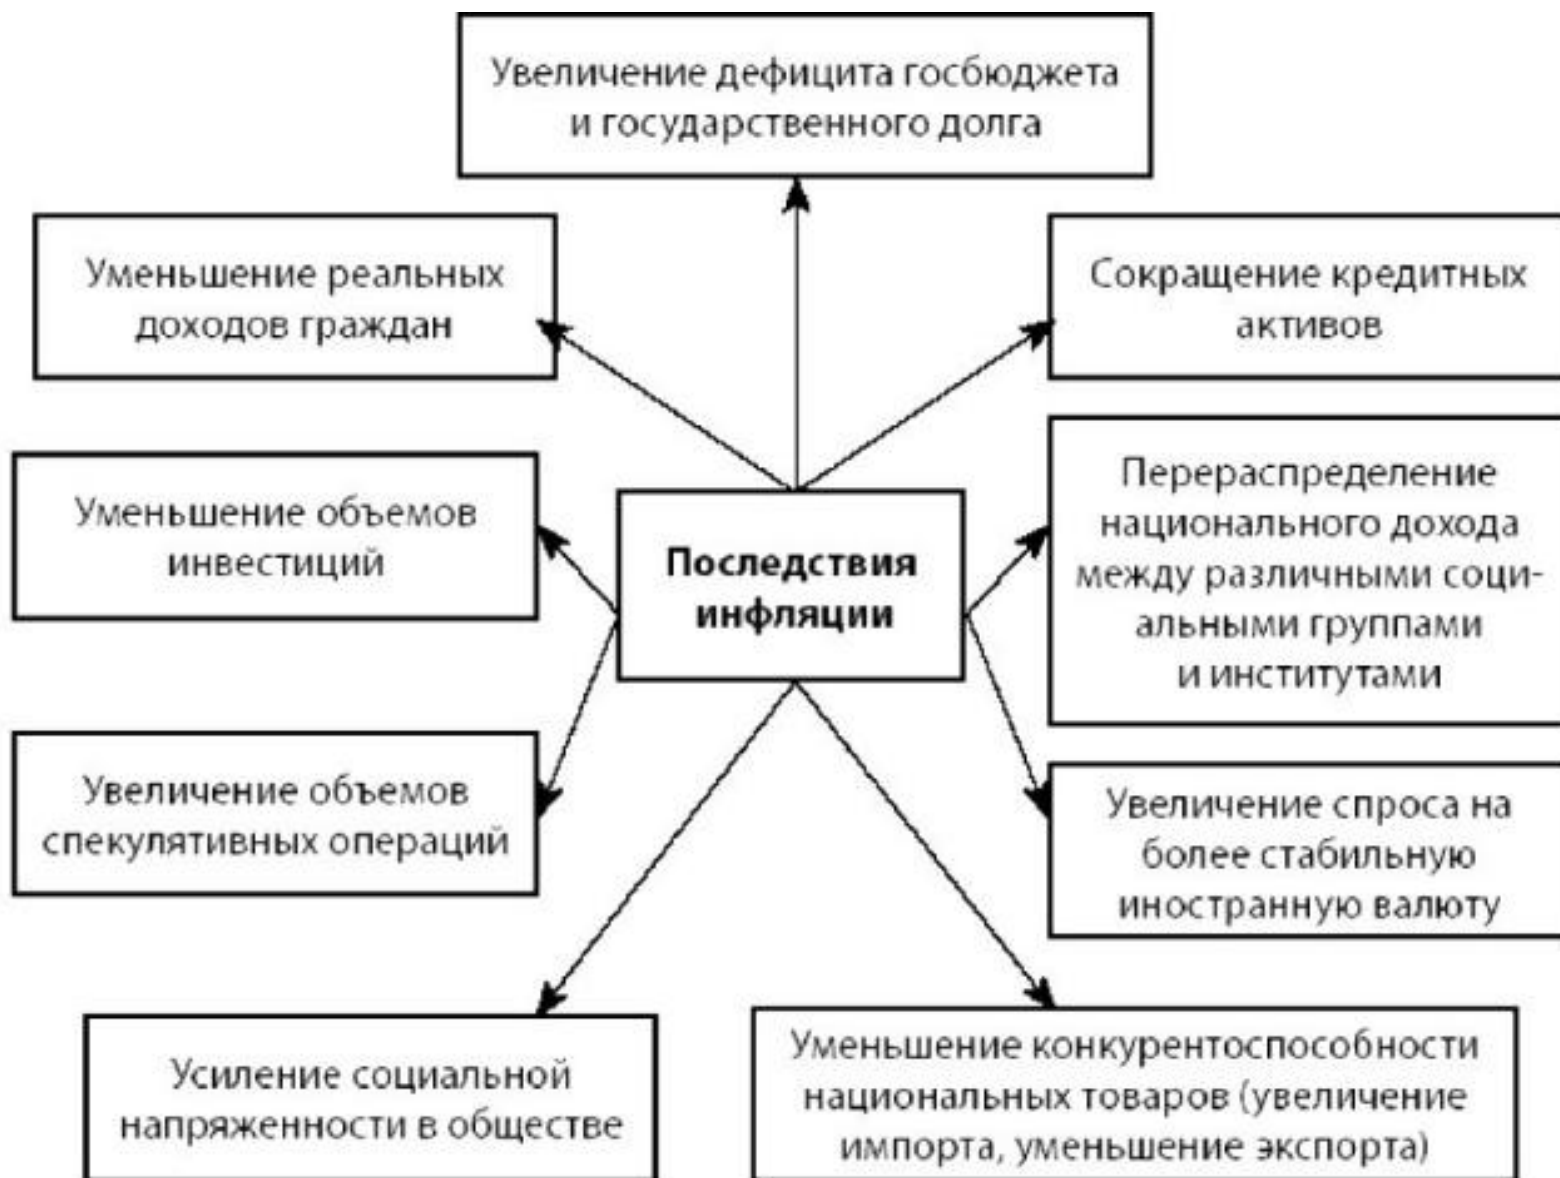 Увеличение дефицита госбюджета
и государственного долга
Уменьшение реальных
доходов граждан
Сокращение кредитных
активов
Уменьшение объемов
инвестиций
Последствия
инфляции
Перераспределение
национального дохода
между различными соци-
альными группами
и институтами
Увеличение объемов
спекулятивных операций
Увеличение спроса на
более стабильную
иностранную валюту
Усиление социальной
напряженности в обществе
Уменьшение конкурентоспособности
национальных товаров (увеличение
импорта, уменьшение экспорта)